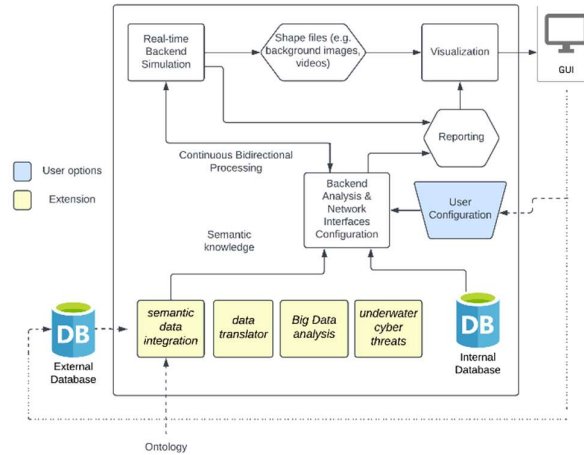 Real-time
Backend
Simulation
Shape files (e.g.
background images,
videos)
Visualization
GUI
Reporting
Continuous Bidirectional
Processing
User options
Extension
Backend
Analysis &
Network
Interfaces
Configuration
User
Configuration
Semantic
knowledge
DB
External
Database
semantic
data
integration
data
translator
Big Data
analysis
underwater
cyber
threats
DB
Internal
Database
Ontology